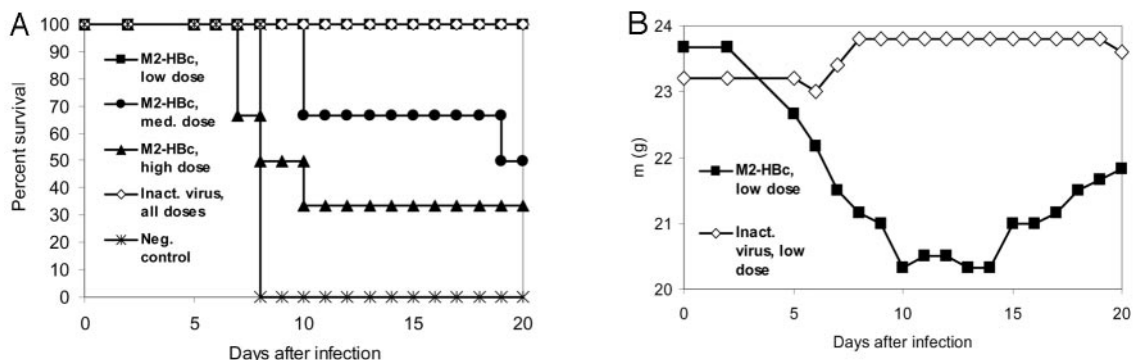 A
Percent survival
100
90
80
70
60
50
40
30
20
10
0
M2-HBc,
low dose
M2-HBc,
med. dose
M2-HBc,
high dose
Inact. virus,
all doses
Neg.
control
0 5 10 15 20
Days after infection
B
m (g)
24
23
22
21
20
M2-HBc,
low dose
Inact.
virus, low
dose
0 5 10 15 20
Days after infection